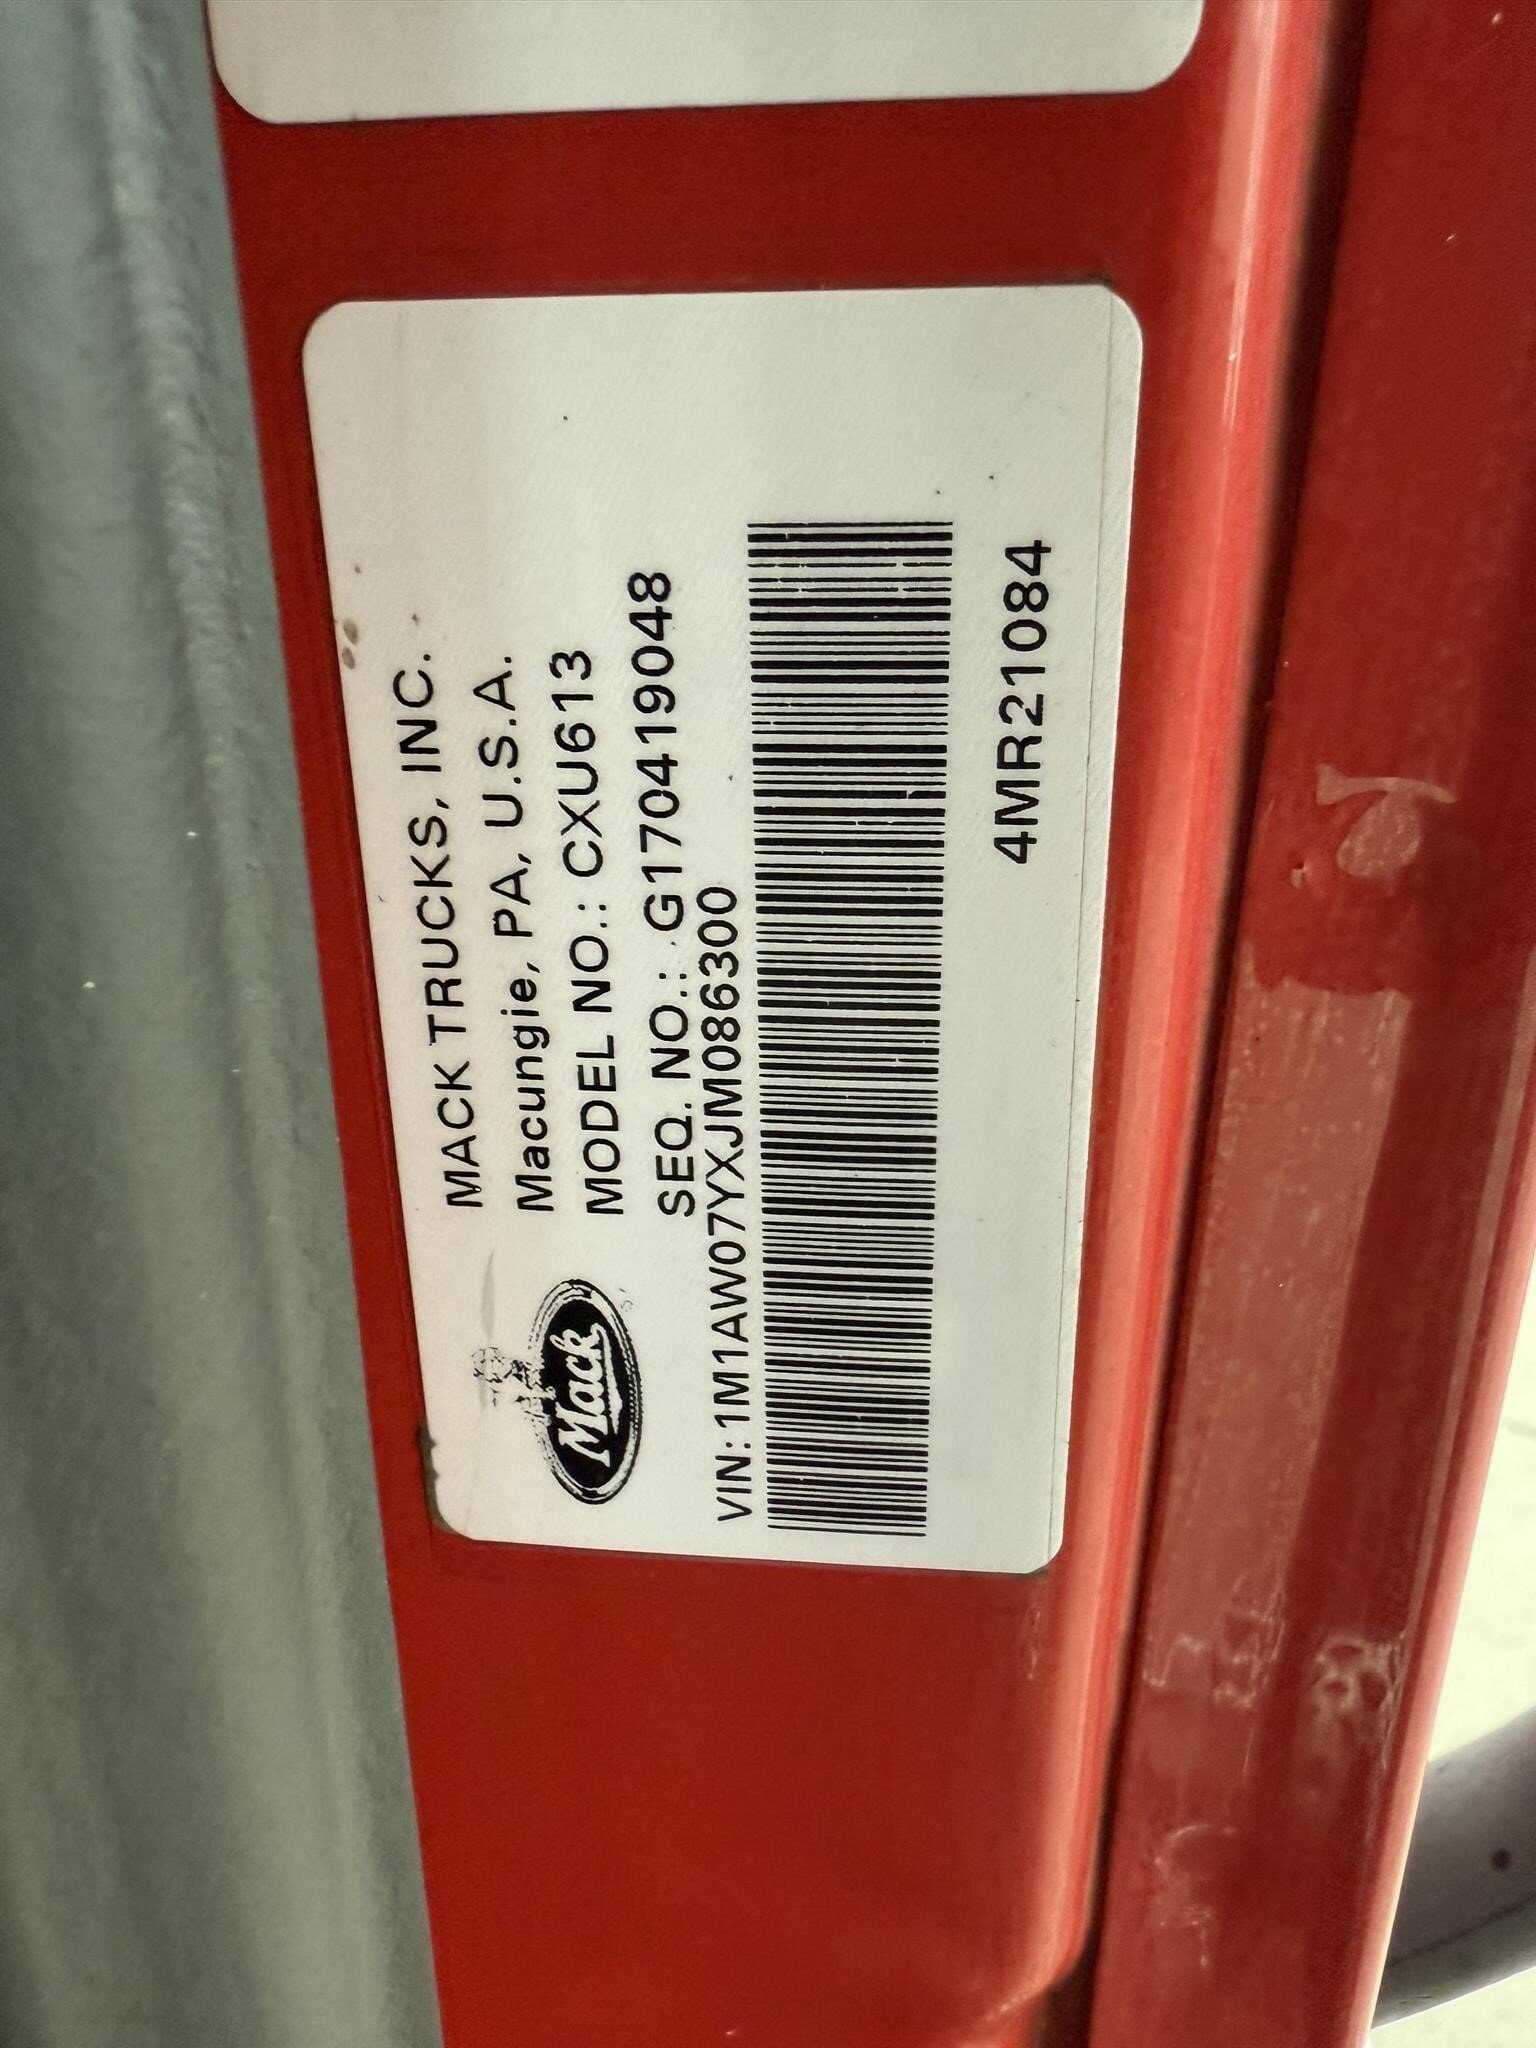 MACK TRUCKS, INC.
Macungie, PA, U.S.A.
MODEL NO.: CXU613
SEQ. NO.: G170419048
Mack
VIN: 1M1AW07YXJM086300
4MR21084